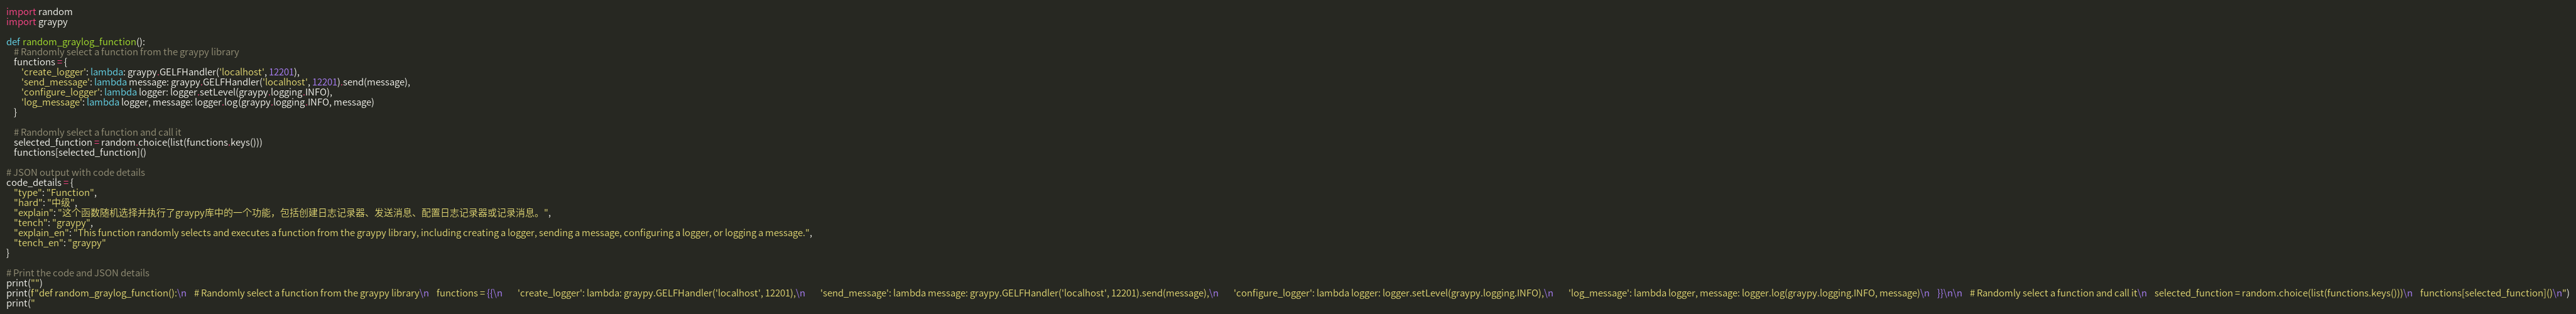 import random
import graypy

def random_graylog_function():
    # Randomly select a function from the graypy library
    functions = {
        'create_logger': lambda: graypy.GELFHandler('localhost', 12201),
        'send_message': lambda message: graypy.GELFHandler('localhost', 12201).send(message),
        'configure_logger': lambda logger: logger.setLevel(graypy.logging.INFO),
        'log_message': lambda logger, message: logger.log(graypy.logging.INFO, message)
    }

    # Randomly select a function and call it
    selected_function = random.choice(list(functions.keys()))
    functions[selected_function]()

# JSON output with code details
code_details = {
    "type": "Function",
    "hard": "中级",
    "explain": "这个函数随机选择并执行了graypy库中的一个功能，包括创建日志记录器、发送消息、配置日志记录器或记录消息。",
    "tench": "graypy",
    "explain_en": "This function randomly selects and executes a function from the graypy library, including creating a logger, sending a message, configuring a logger, or logging a message.",
    "tench_en": "graypy"
}

# Print the code and JSON details
print("")
print(f"def random_graylog_function():\n    # Randomly select a function from the graypy library\n    functions = {{\n        'create_logger': lambda: graypy.GELFHandler('localhost', 12201),\n        'send_message': lambda message: graypy.GELFHandler('localhost', 12201).send(message),\n        'configure_logger': lambda logger: logger.setLevel(graypy.logging.INFO),\n        'log_message': lambda logger, message: logger.log(graypy.logging.INFO, message)\n    }}\n\n    # Randomly select a function and call it\n    selected_function = random.choice(list(functions.keys()))\n    functions[selected_function]()\n")
print("